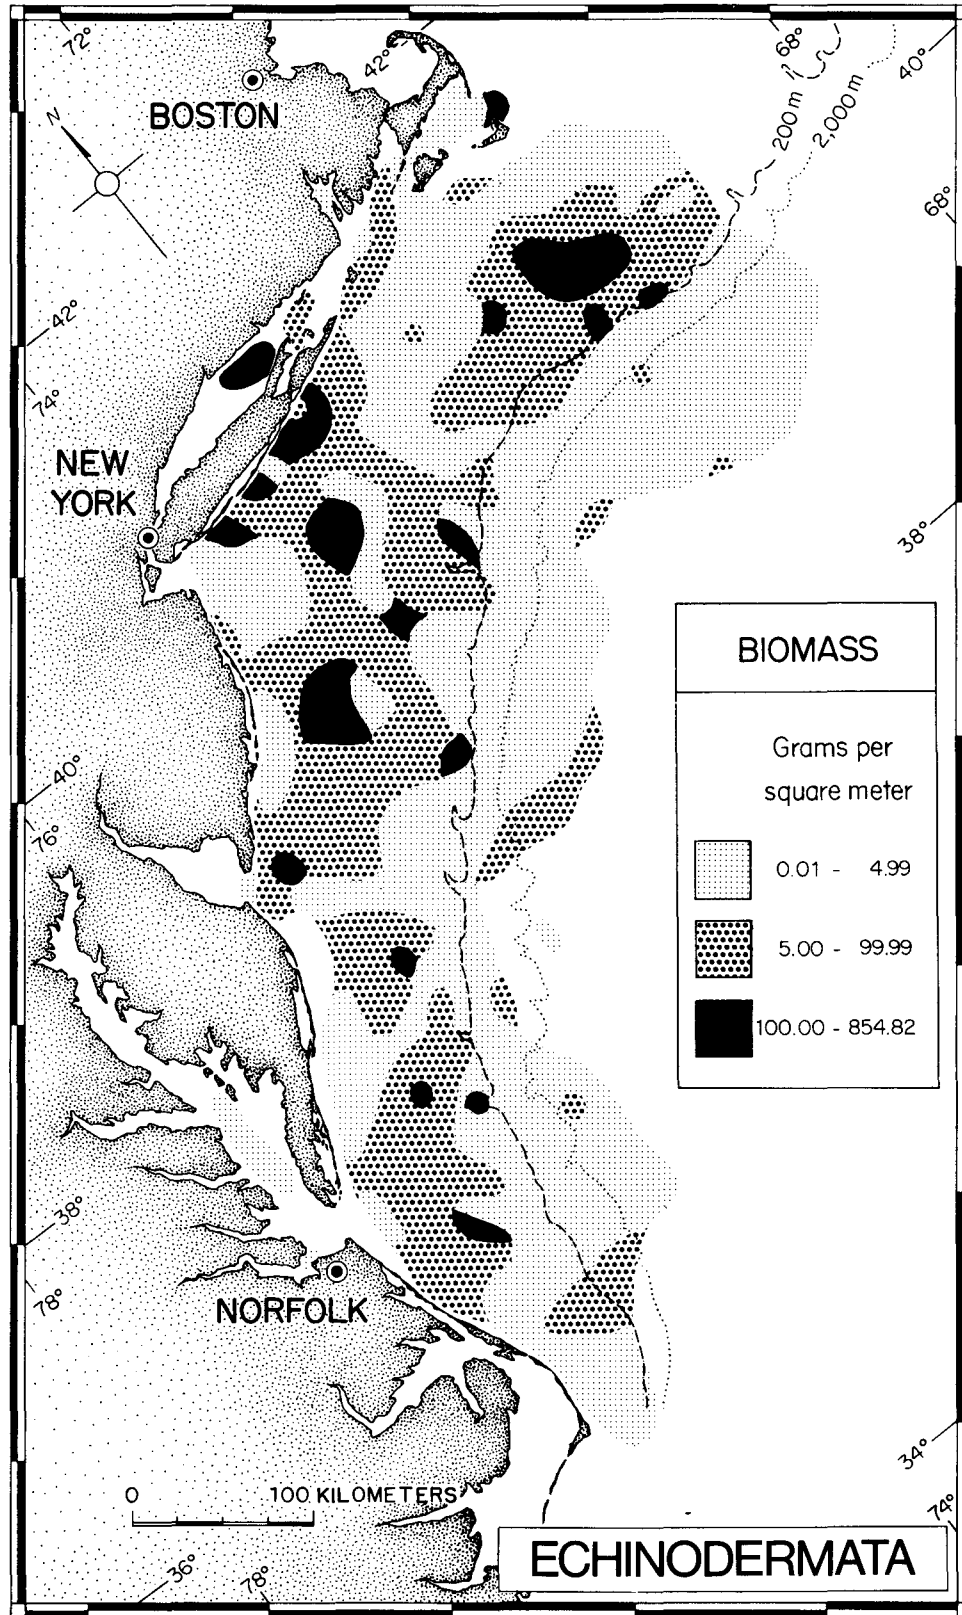 72°
42°
68°
40°
200 m
2,000 m
BOSTON
N
68°
42°
74°
NEW
YORK
38°
BIOMASS
Grams per
square meter
0.01 - 4.99
5.00 - 99.99
100.00 - 854.82
40°
76°
38°
78°
NORFOLK
34°
74°
0 100 KILOMETERS
36°
78°
ECHINODERMATA